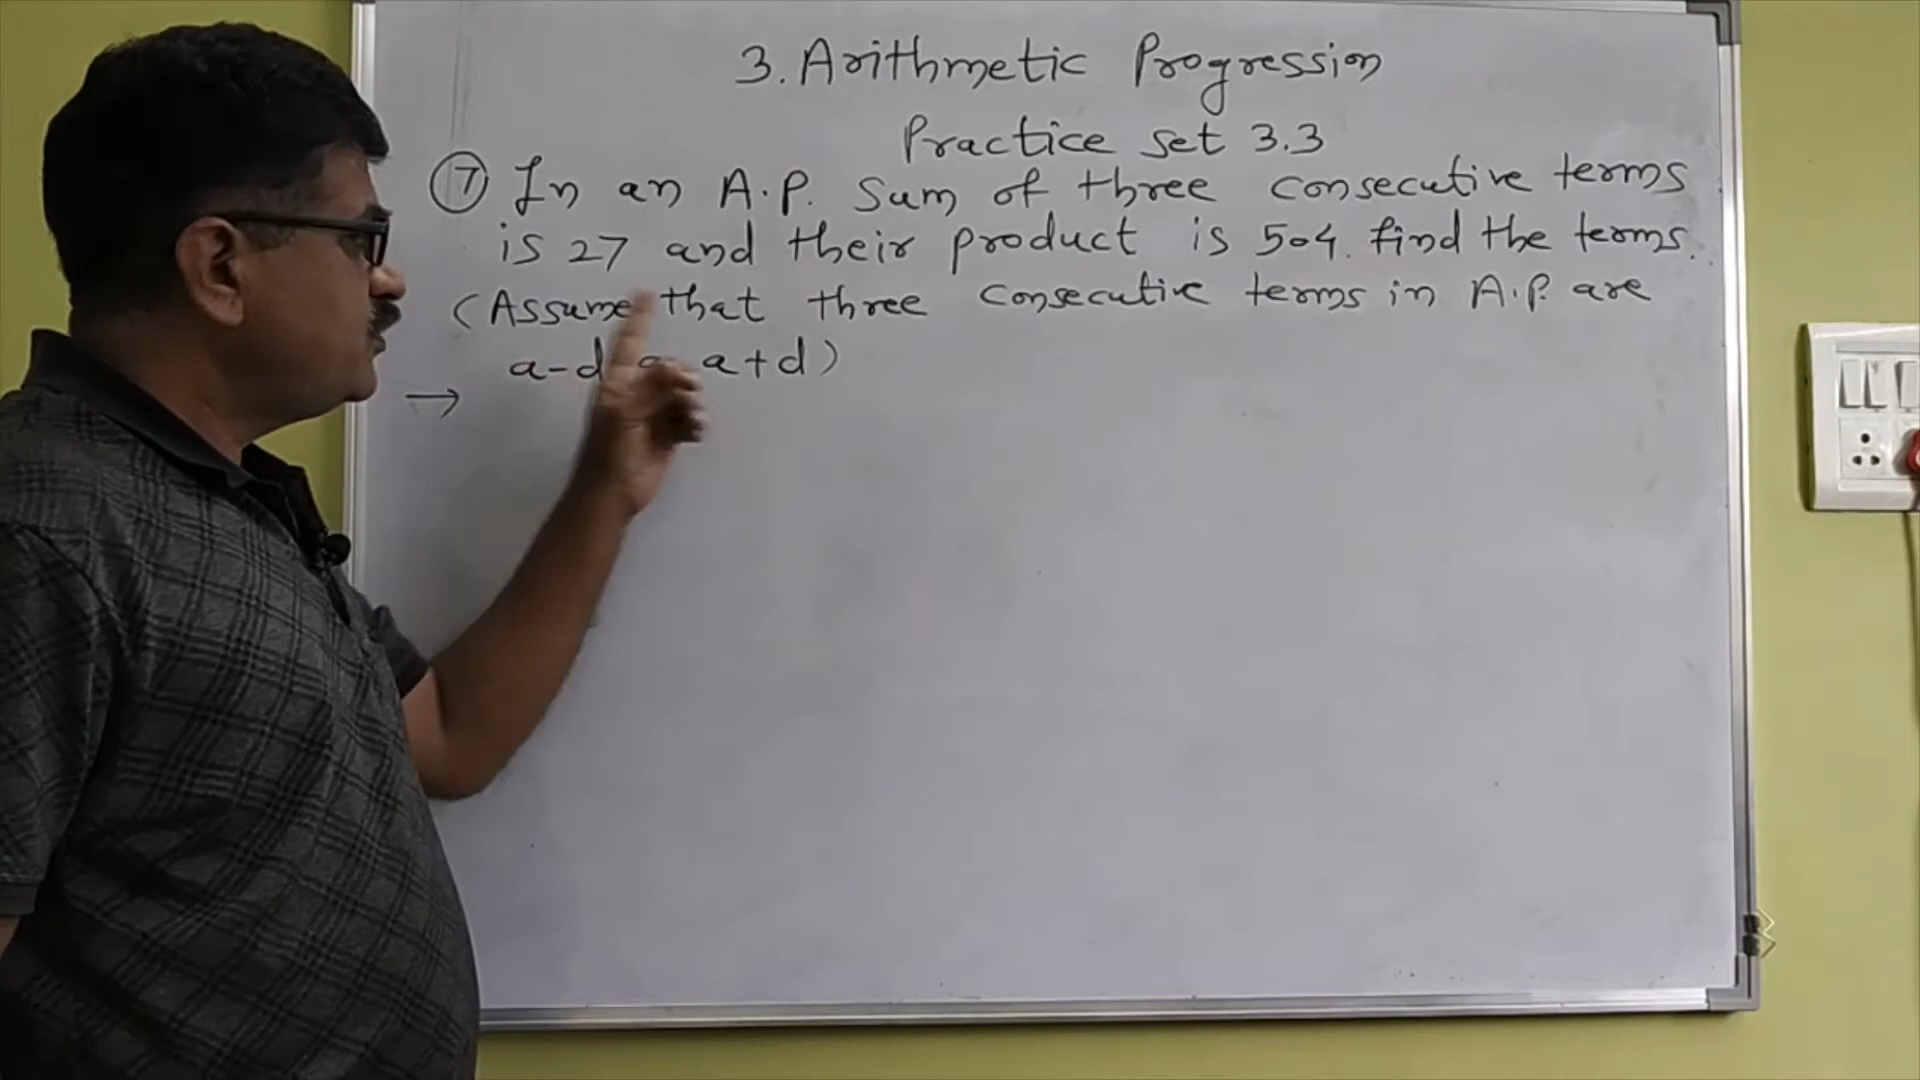 3. Arithmetic Progression
Practice set 3.3
7 In an A.P. sum of three consecutive terms
is 27 and their product is 504. find the terms.
(Assume that three consecutive terms in A.P. are
a-d a a+d)
→